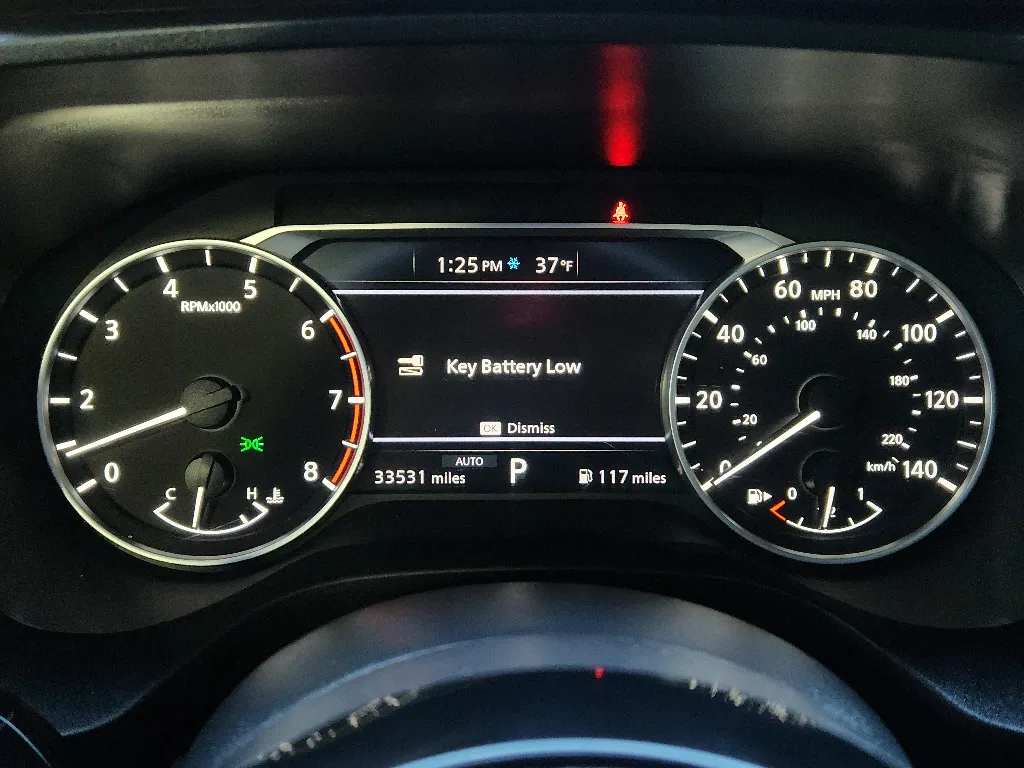 1:25 PM 37°F
4 5
RPMx1000
3 6
2 7
0 8
C H
Key Battery Low
OK Dismiss
33531 miles
AUTO
P
117 miles
60 MPH 80
40 100
20 120
0 140
100 140
60 180
20 220
km/h
0 1